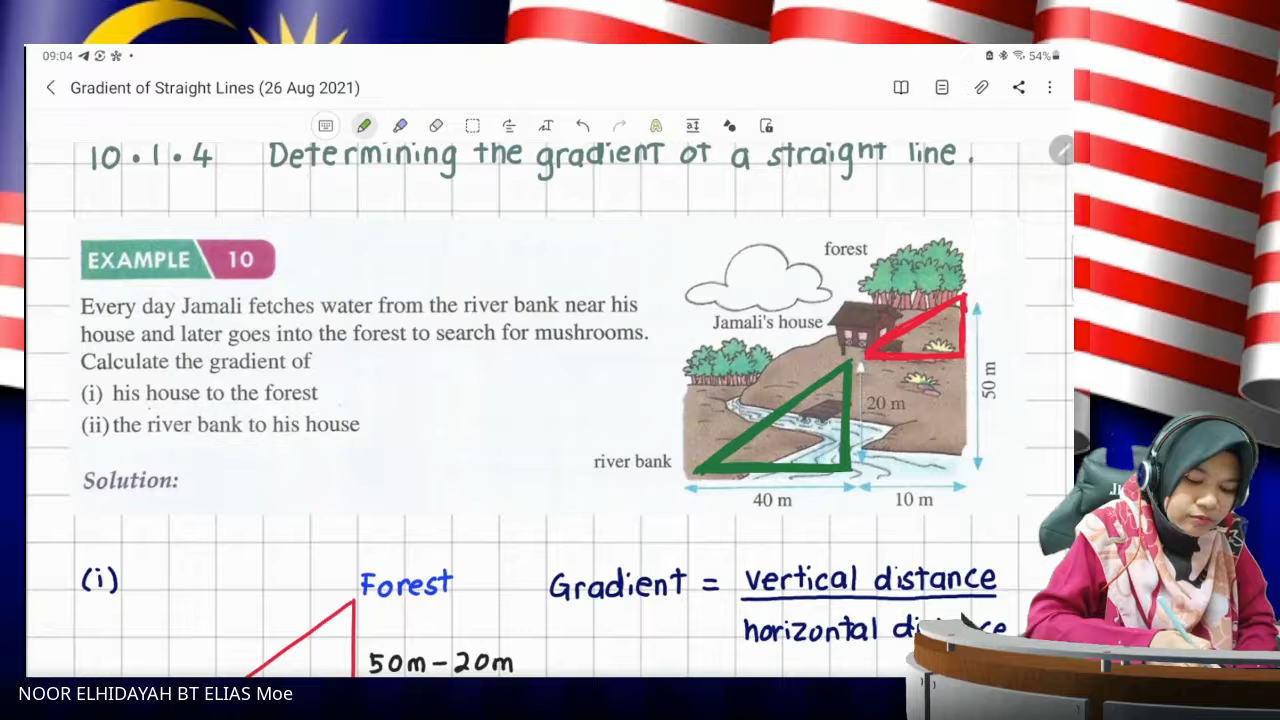 09:04
54%
Gradient of Straight Lines (26 Aug 2021)
10.1.4 Determining the gradient of a straight line.
EXAMPLE 10
Every day Jamali fetches water from the river bank near his
house and later goes into the forest to search for mushrooms.
Calculate the gradient of
(i) his house to the forest
(ii) the river bank to his house
Solution:
forest
Jamali's house
20 m
50 m
river bank
40 m
10 m
(i)
Forest
50m-20m
Gradient = vertical distance
horizontal
NOOR ELHIDAYAH BT ELIAS Moe